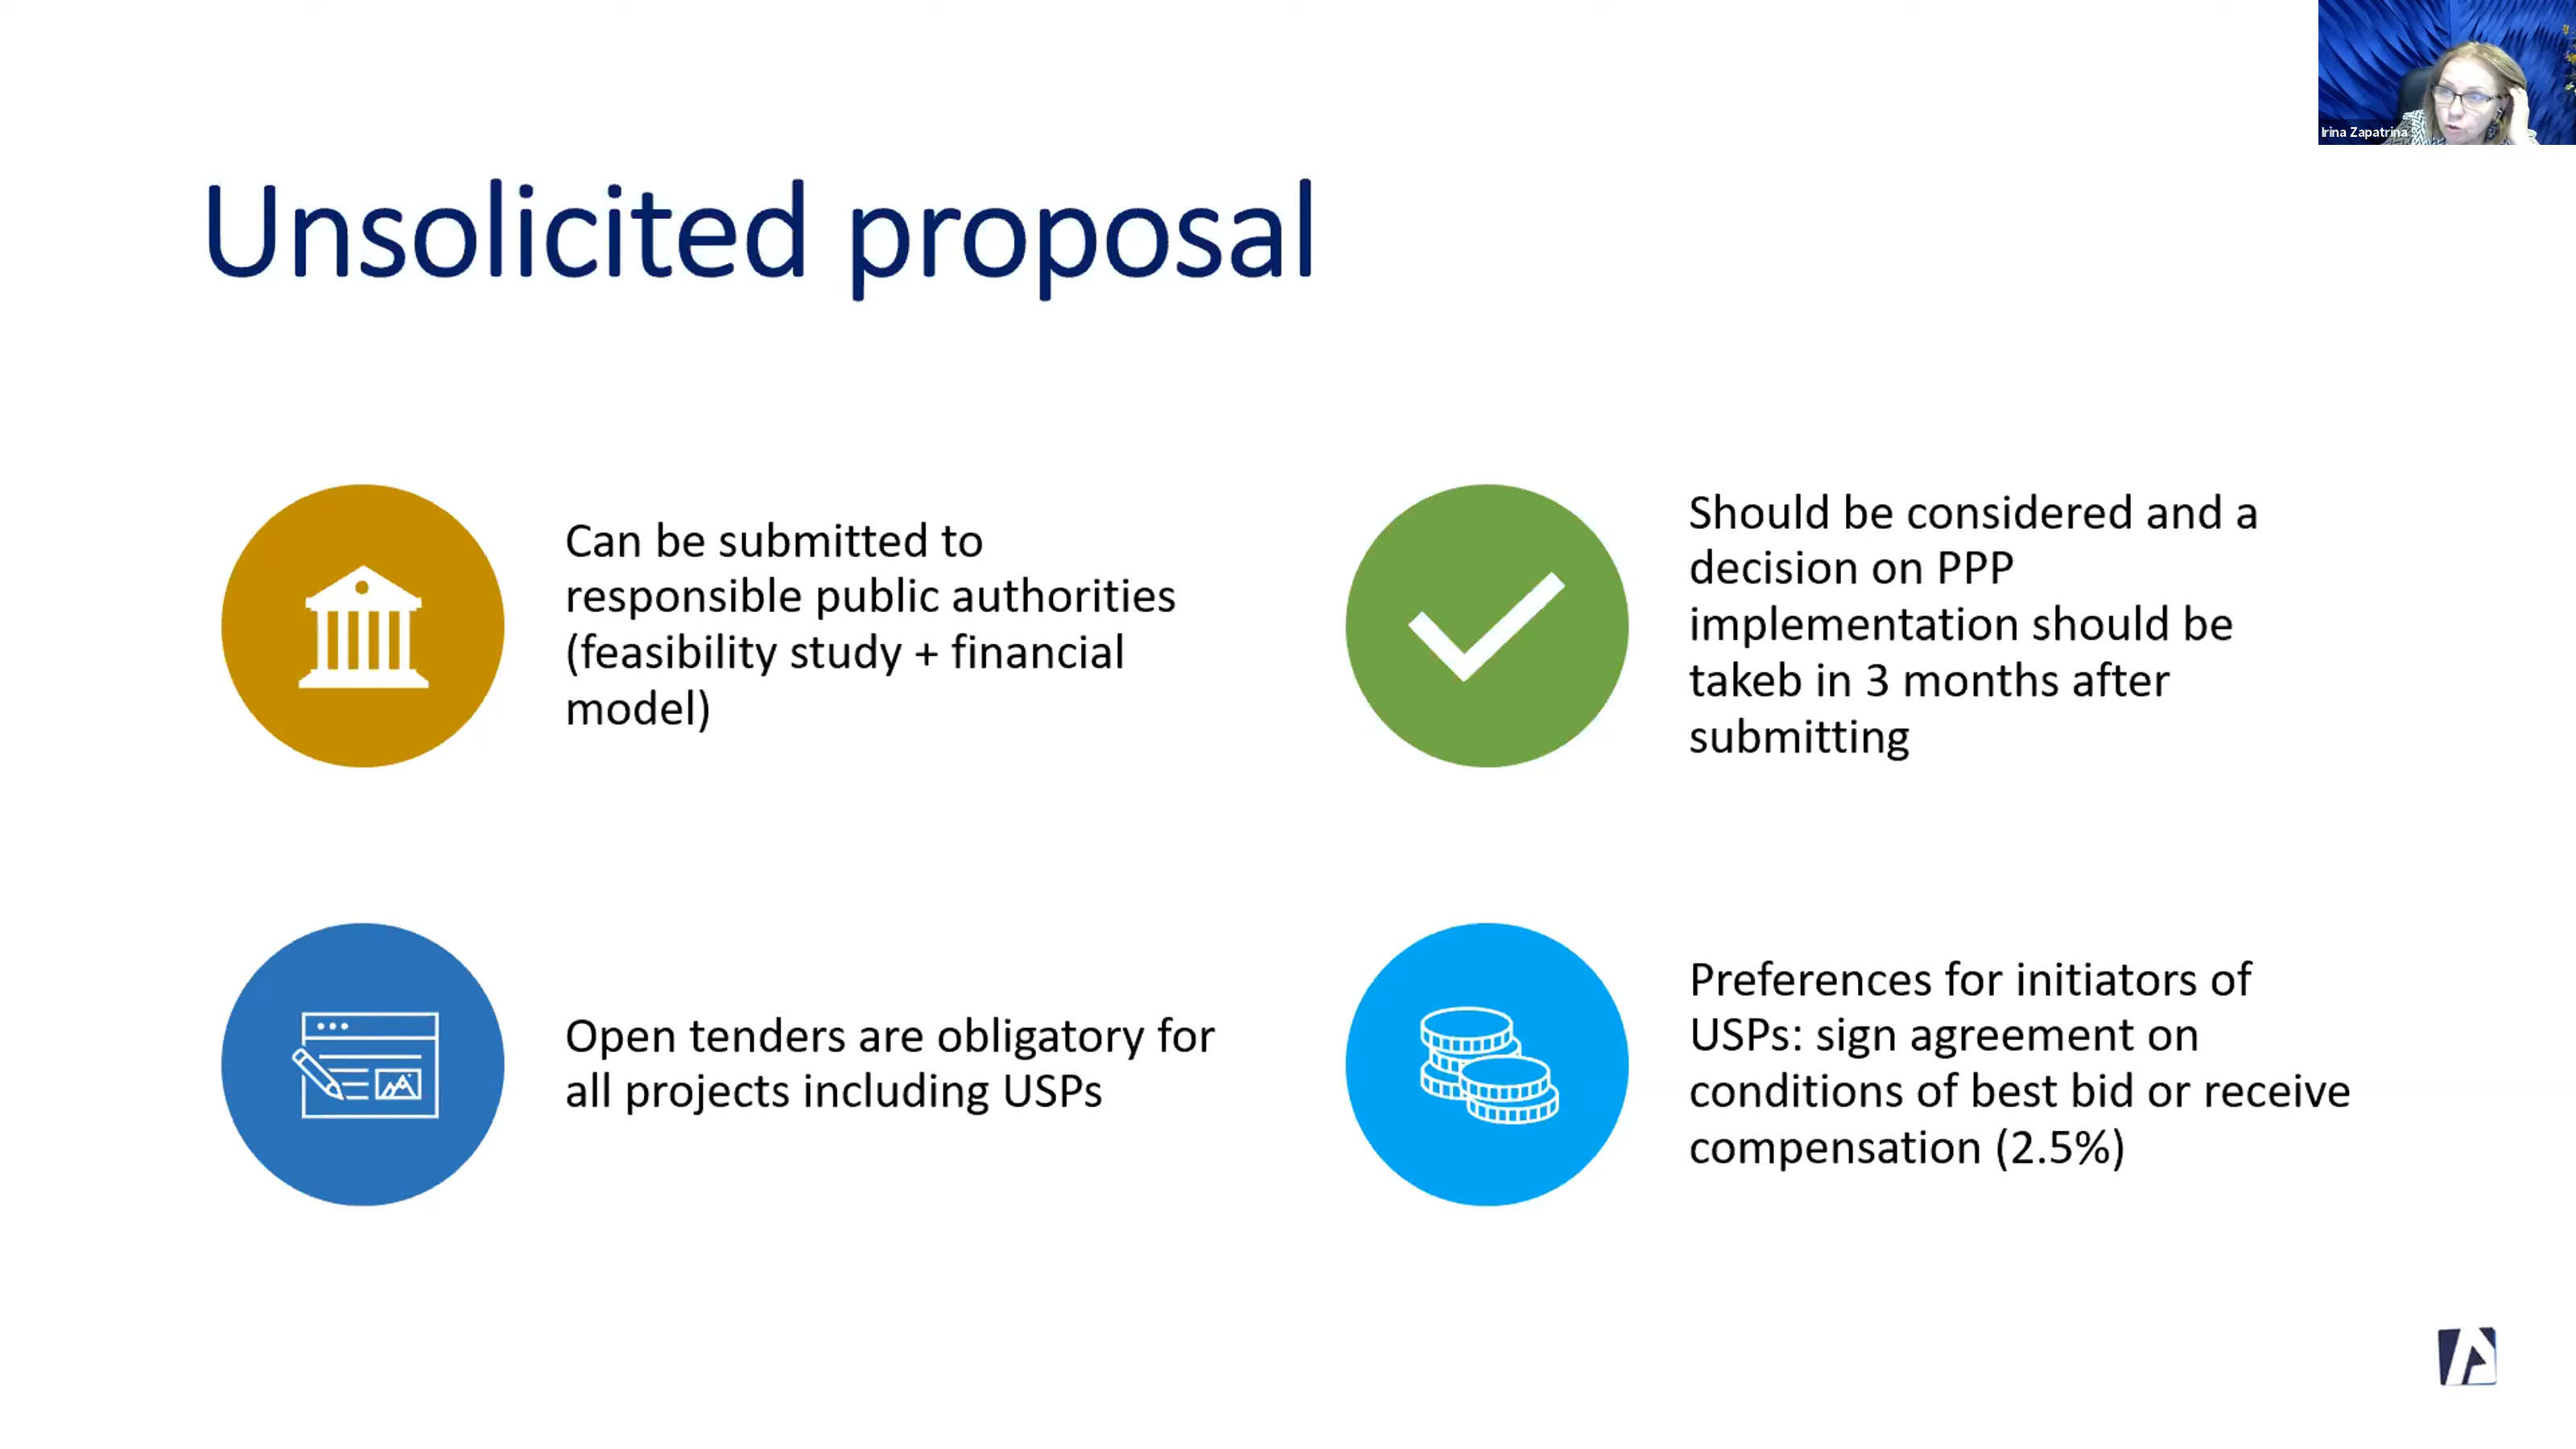 Irina Zapatrina
Unsolicited proposal
Can be submitted to
responsible public authorities
(feasibility study + financial
model)
Should be considered and a
decision on PPP
implementation should be
takeb in 3 months after
submitting
Open tenders are obligatory for
all projects including USPs
Preferences for initiators of
USPs: sign agreement on
conditions of best bid or receive
compensation (2.5%)